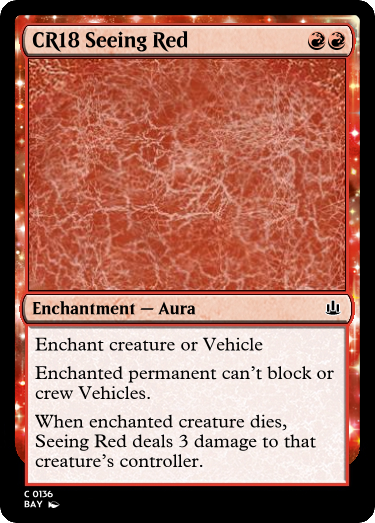 CR18 Seeing Red
Enchantment — Aura
Enchant creature or Vehicle
Enchanted permanent can't block or
crew Vehicles.
When enchanted creature dies,
Seeing Red deals 3 damage to that
creature's controller.
C 0136
BAY